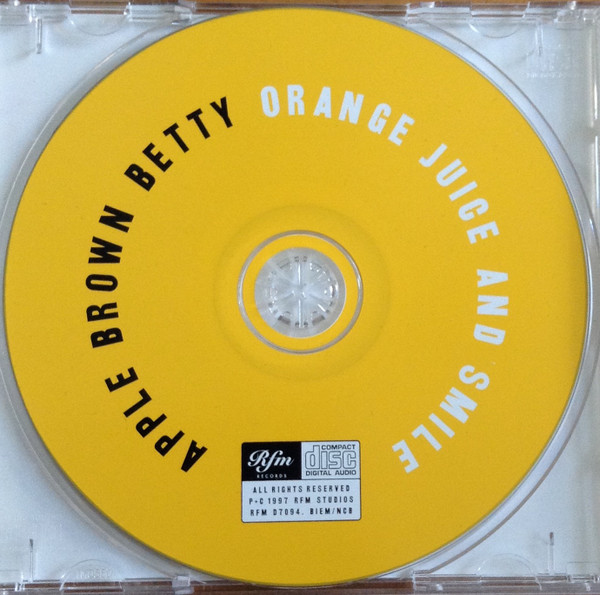 APPLE BROWN BETTY ORANGE JUICE AND SMILE
Rfm
RECORDS
COMPACT
disc
DIGITAL AUDIO
ALL RIGHTS RESERVED
P+C 1997 RFM STUDIOS
RFM D7094. BIEM/NCB